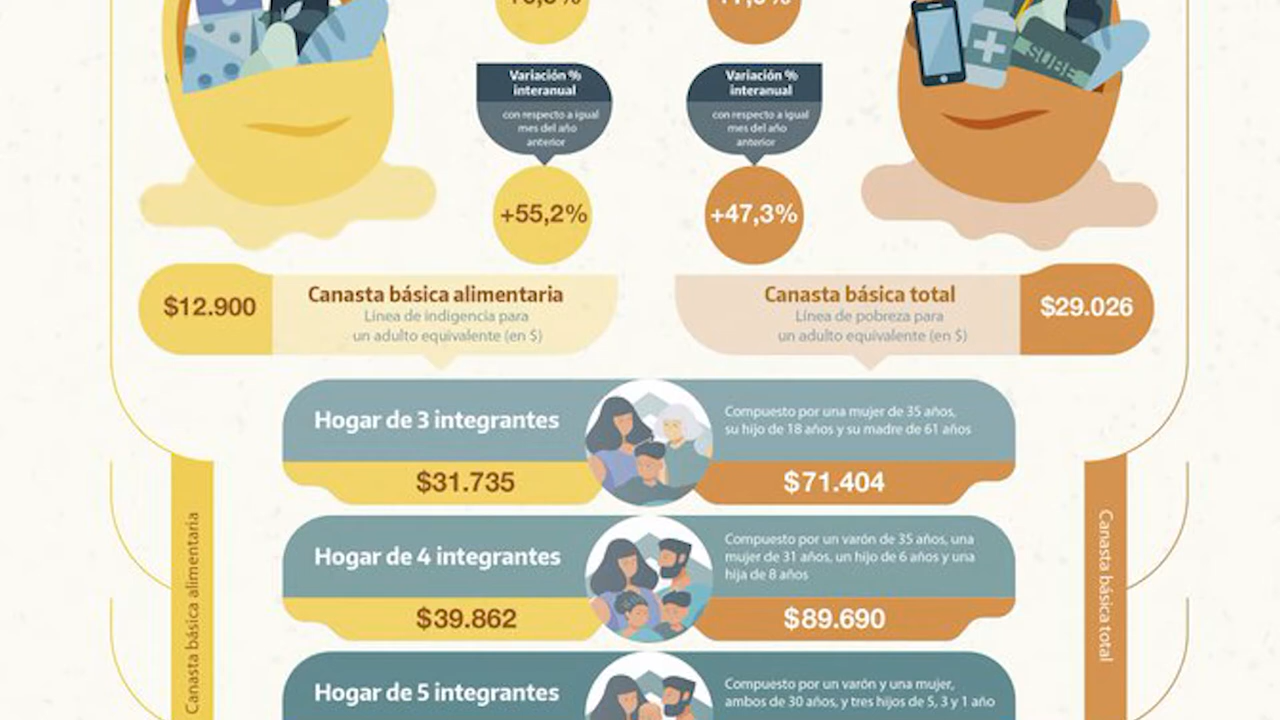 Variación %
interanual
con respecto a igual
mes del año
anterior
+55,2%
Variación %
interanual
con respecto a igual
mes del año
anterior
+47,3%
SUBE
$12.900
Canasta básica alimentaria
Línea de indigencia para
un adulto equivalente (en $)
Canasta básica total
Línea de pobreza para
un adulto equivalente (en $)
$29.026
Hogar de 3 integrantes
Compuesto por una mujer de 35 años,
su hijo de 18 años y su madre de 61 años
$31.735
$71.404
Hogar de 4 integrantes
Compuesto por un varón de 35 años, una
mujer de 31 años, un hijo de 6 años y una
hija de 8 años
$39.862
$89.690
Hogar de 5 integrantes
Compuesto por un varón y una mujer,
ambos de 30 años, y tres hijos de 5, 3 y 1 año
Canasta básica alimentaria
Canasta básica total